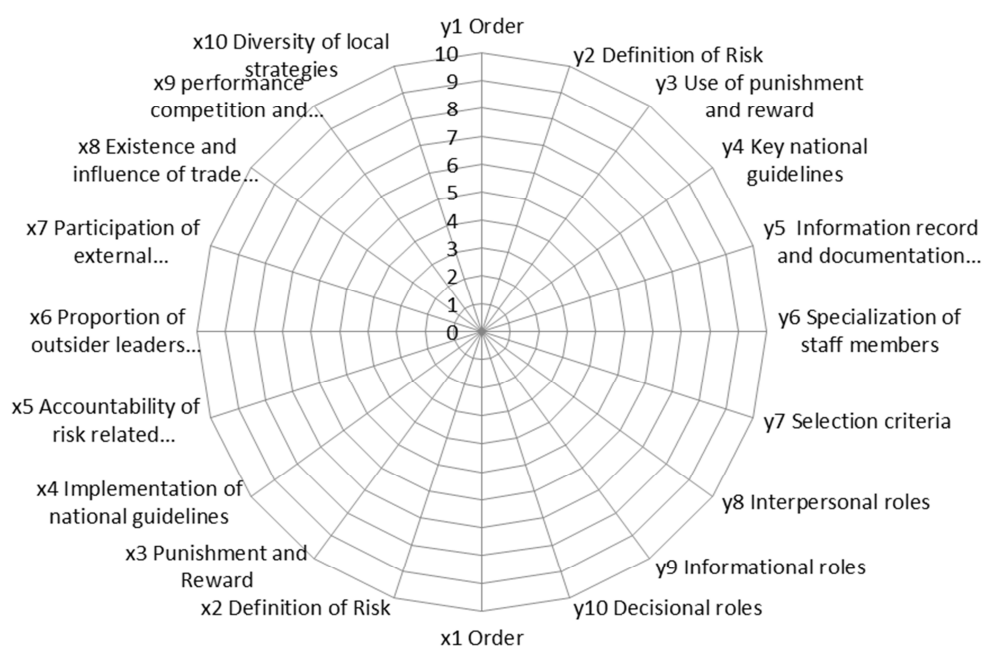 y1 Order
y2 Definition of Risk
y3 Use of punishment
and reward
y4 Key national
guidelines
y5  Information record
and documentation...
y6 Specialization of
staff members
y7 Selection criteria
y8 Interpersonal roles
y9 Informational roles
y10 Decisional roles
x1 Order
x2 Definition of Risk
x3 Punishment and
Reward
x4 Implementation of
national guidelines
x5 Accountability of
risk related...
x6 Proportion of
outsider leaders...
x7 Participation of
external...
x8 Existence and
influence of trade...
x9 performance
competition and...
x10 Diversity of local
strategies
10
9
8
7
6
5
4
3
2
1
0